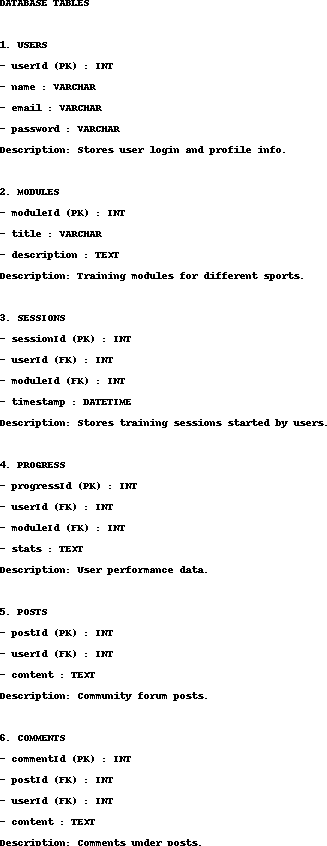 DATABASE TABLES
1. USERS
- userId (PK) : INT
- name : VARCHAR
- email : VARCHAR
- password : VARCHAR
Description: Stores user login and profile info.
2. MODULES
- moduleId (PK) : INT
- title : VARCHAR
- description : TEXT
Description: Training modules for different sports.
3. SESSIONS
- sessionId (PK) : INT
- userId (FK) : INT
- moduleId (FK) : INT
- timestamp : DATETIME
Description: Stores training sessions started by users.
4. PROGRESS
- progressId (PK) : INT
- userId (FK) : INT
- moduleId (FK) : INT
- stats : TEXT
Description: User performance data.
5. POSTS
- postId (PK) : INT
- userId (FK) : INT
- content : TEXT
Description: Community forum posts.
6. COMMENTS
- commentId (PK) : INT
- postId (FK) : INT
- userId (FK) : INT
- content : TEXT
Description: Comments under posts.